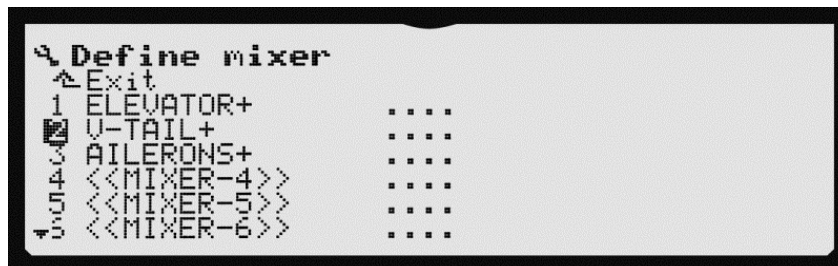 Define mixer
Exit
1 ELEVATOR+ ....
2 V-TAIL+ ....
3 AILERONS+ ....
4 <<MIXER-4>> ....
5 <<MIXER-5>> ....
6 <<MIXER-6>> ....